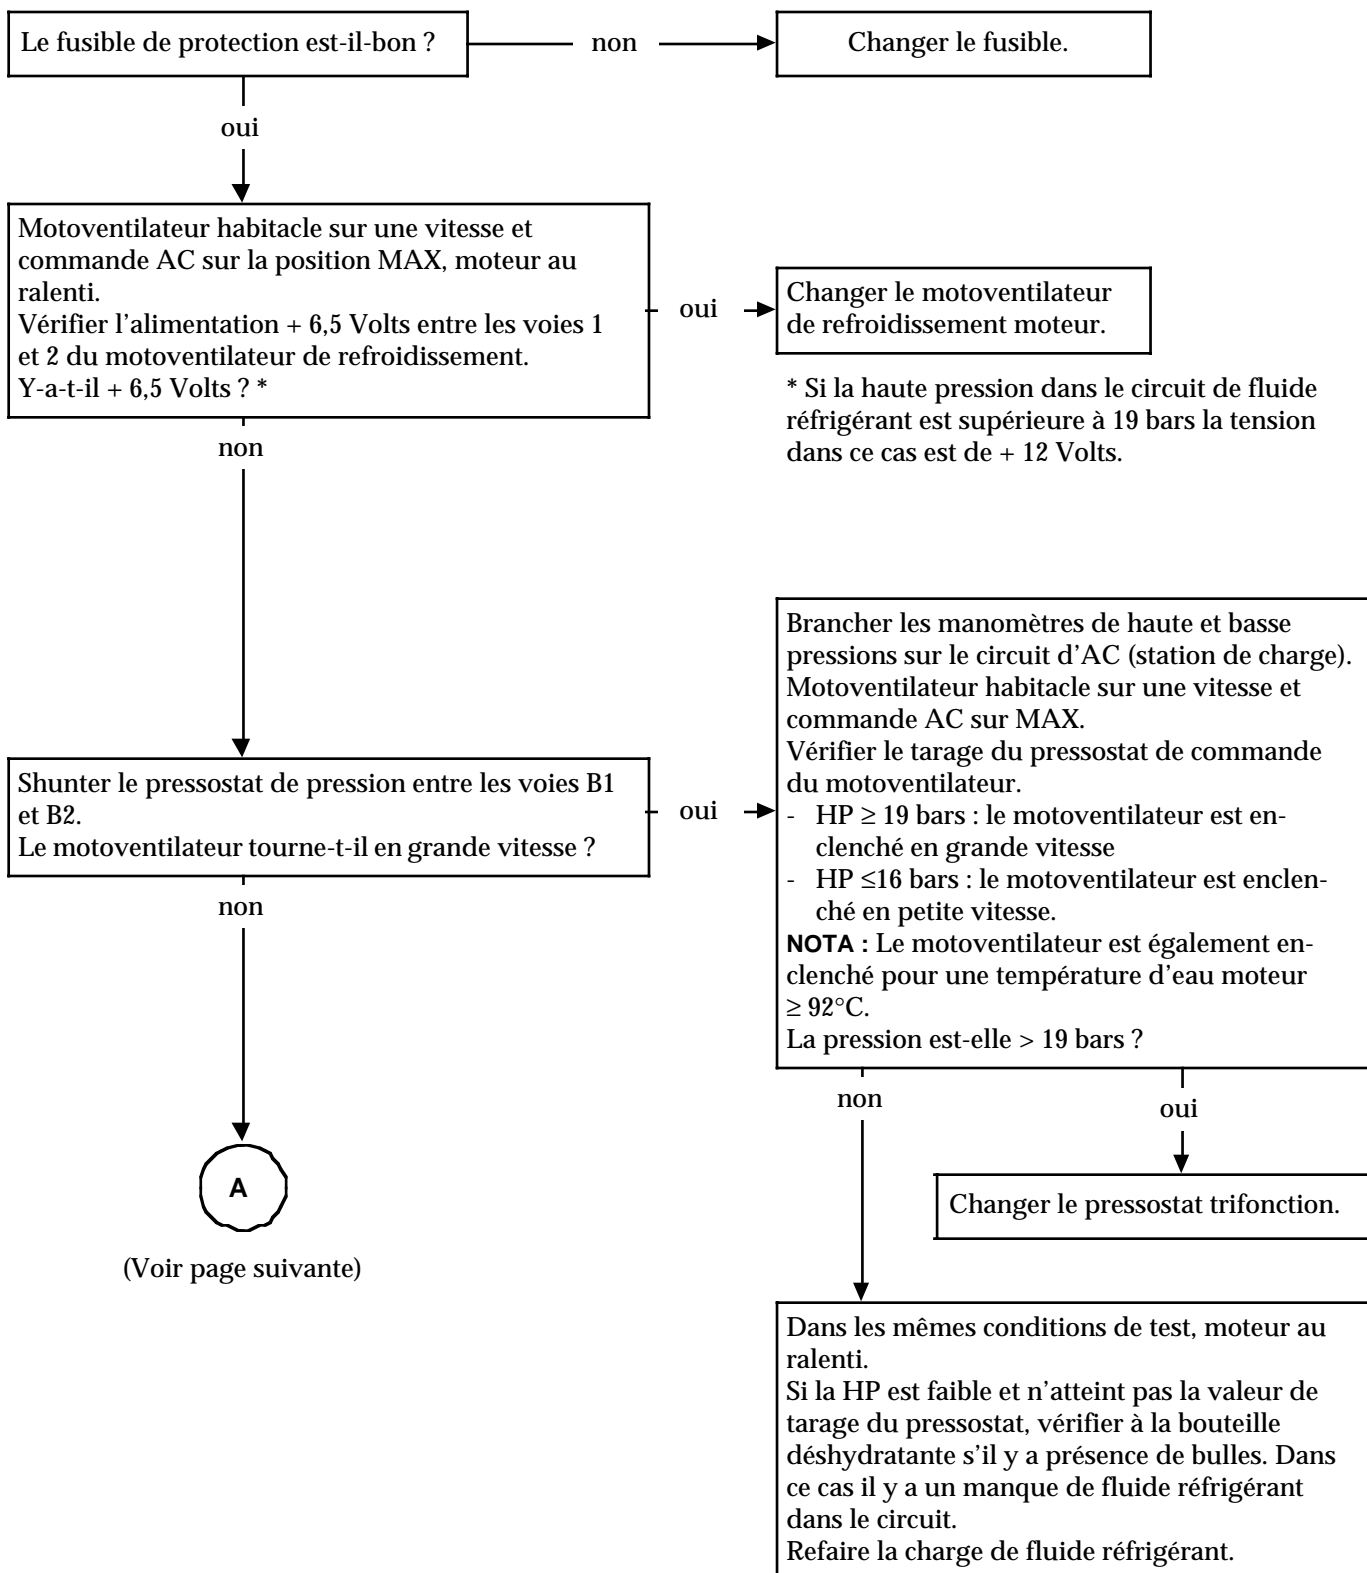 Le fusible de protection est-il-bon ?
non
Changer le fusible.
oui
Motoventilateur habitacle sur une vitesse et
commande AC sur la position MAX, moteur au
ralenti.
Vérifier l'alimentation + 6,5 Volts entre les voies 1
et 2 du motoventilateur de refroidissement.
Y-a-t-il + 6,5 Volts ? *
oui
Changer le motoventilateur
de refroidissement moteur.
* Si la haute pression dans le circuit de fluide
réfrigérant est supérieure à 19 bars la tension
dans ce cas est de + 12 Volts.
non
Shunter le pressostat de pression entre les voies B1
et B2.
Le motoventilateur tourne-t-il en grande vitesse ?
oui
Brancher les manomètres de haute et basse
pressions sur le circuit d'AC (station de charge).
Motoventilateur habitacle sur une vitesse et
commande AC sur MAX.
Vérifier le tarage du pressostat de commande
du motoventilateur.
- HP ≥ 19 bars : le motoventilateur est en-
clenché en grande vitesse
- HP ≤16 bars : le motoventilateur est enclen-
ché en petite vitesse.
NOTA : Le motoventilateur est également en-
clenché pour une température d'eau moteur
≥ 92°C.
La pression est-elle > 19 bars ?
non
A
(Voir page suivante)
non
oui
Changer le pressostat trifonction.
Dans les mêmes conditions de test, moteur au
ralenti.
Si la HP est faible et n'atteint pas la valeur de
tarage du pressostat, vérifier à la bouteille
déshydratante s'il y a présence de bulles. Dans
ce cas il y a un manque de fluide réfrigérant
dans le circuit.
Refaire la charge de fluide réfrigérant.